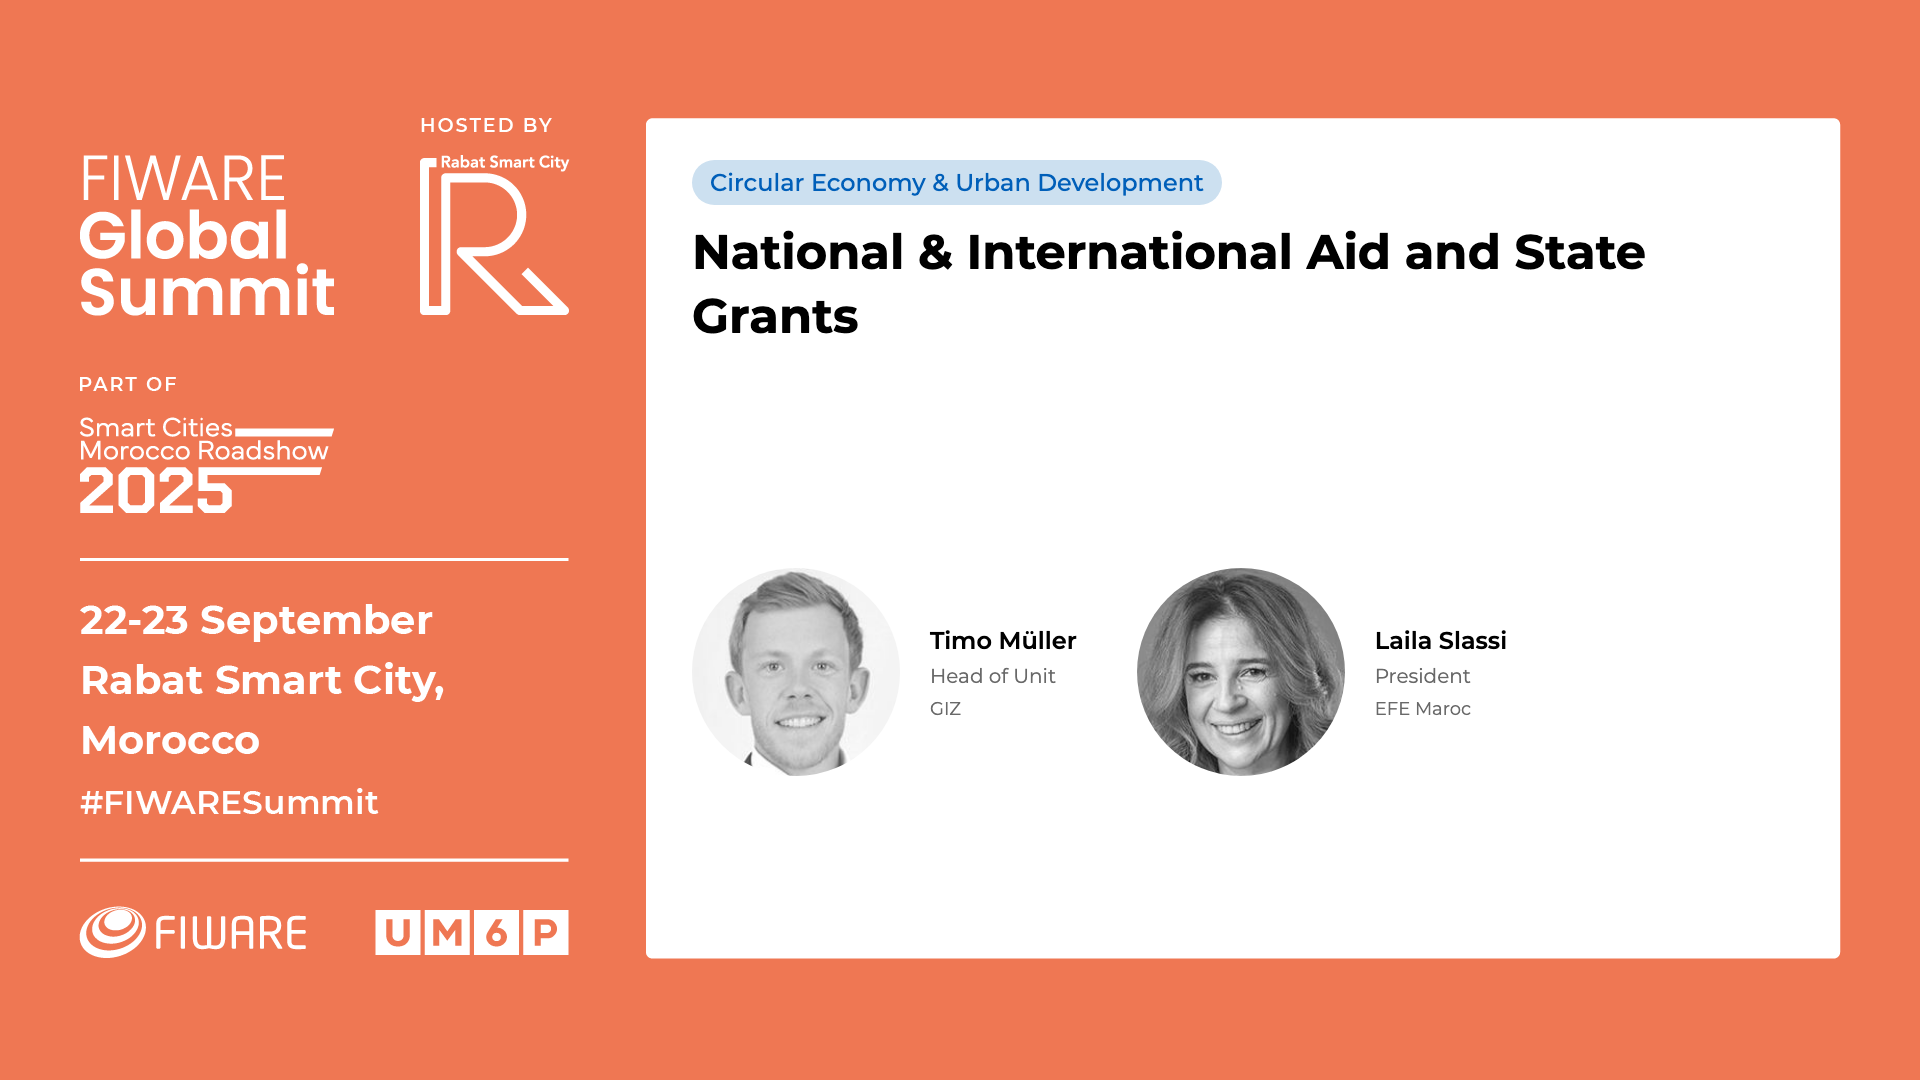 FIWARE
Global
Summit
HOSTED BY
Rabat Smart City
R
PART OF
Smart Cities
Morocco Roadshow
2025
22-23 September
Rabat Smart City,
Morocco
#FIWARESummit
FIWARE
UM6P
Circular Economy & Urban Development
National & International Aid and State
Grants
Timo Müller
Head of Unit
GIZ
Laila Slassi
President
EFE Maroc